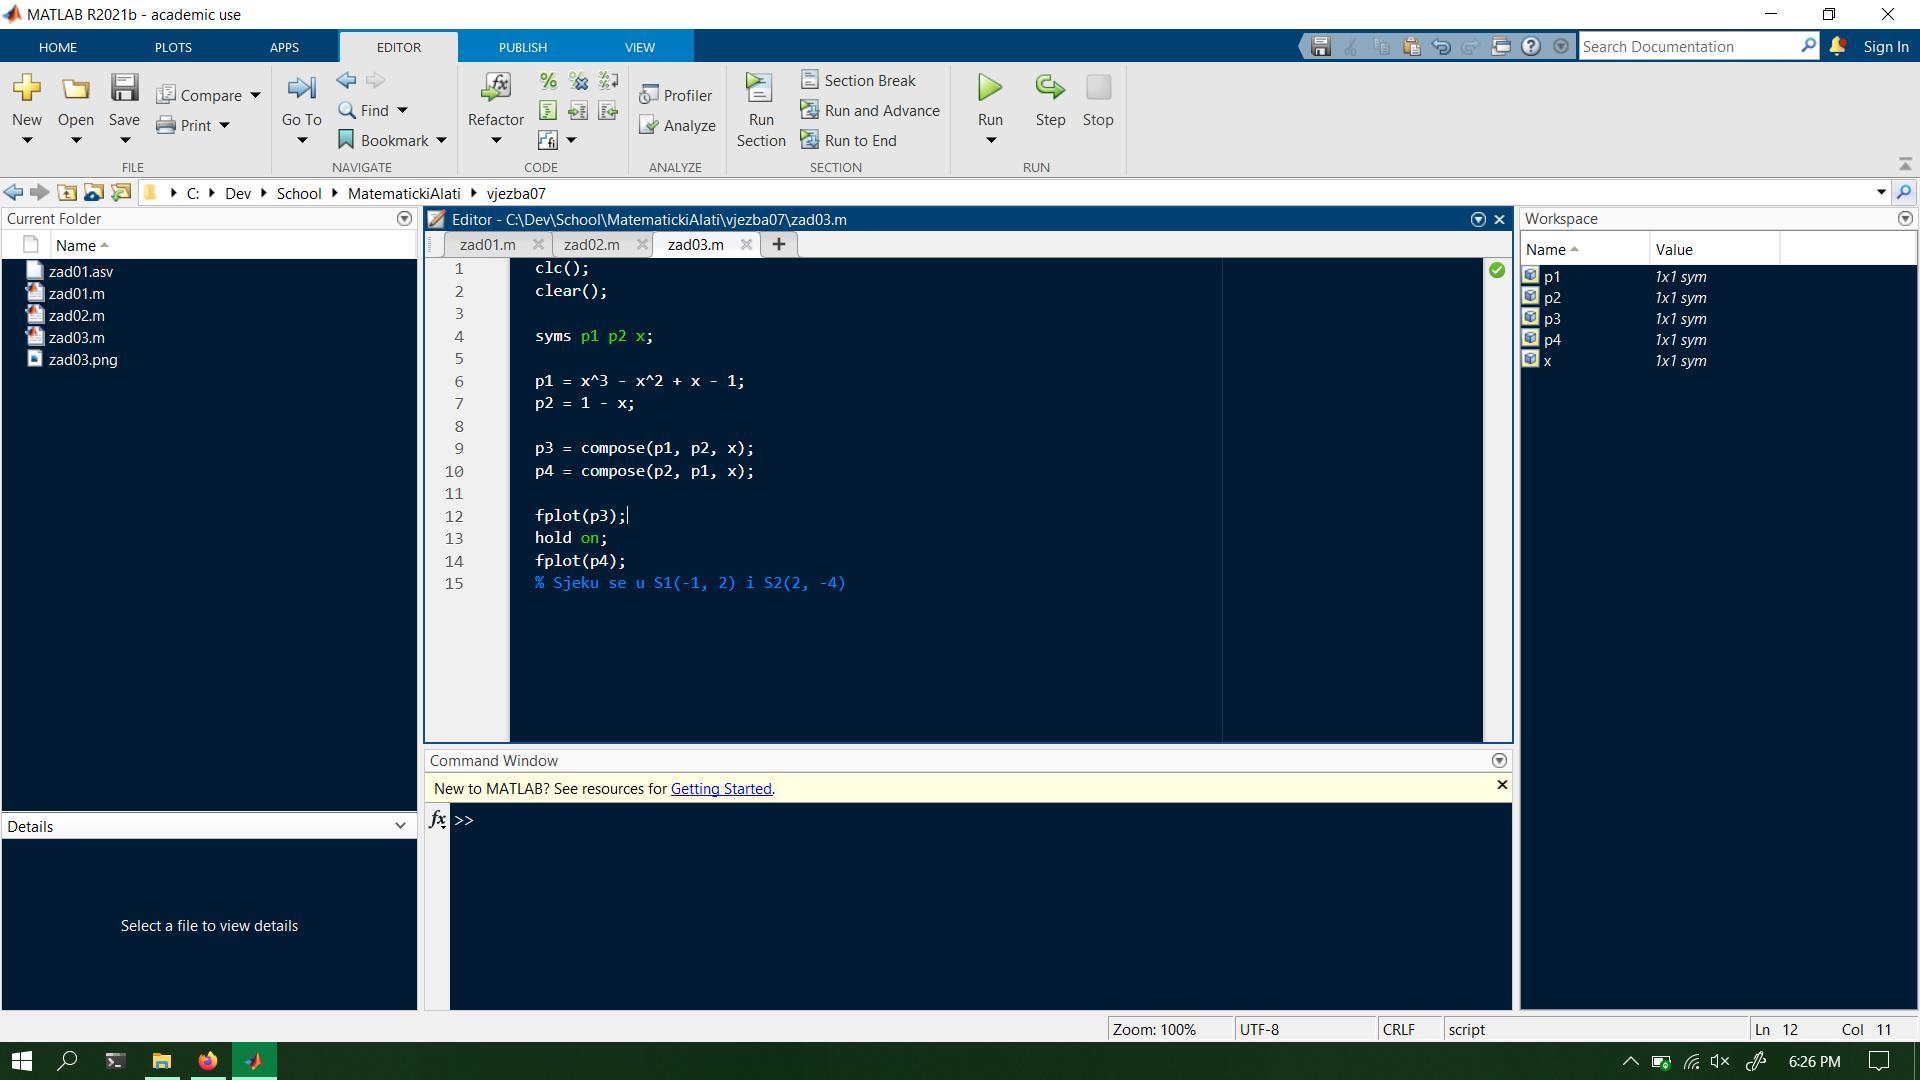 MATLAB R2021b - academic use
HOME PLOTS APPS EDITOR PUBLISH VIEW
Search Documentation Sign In
New Open Save Compare Print
Go To Find Bookmark
Refactor
Profiler
Analyze
Run Section
Section Break
Run and Advance
Run to End
Run Step Stop
FILE NAVIGATE CODE ANALYZE SECTION RUN
C: Dev School MatematickiAlati vjezba07
Current Folder
Name
zad01.asv
zad01.m
zad02.m
zad03.m
zad03.png
Details
Select a file to view details
Editor - C:\Dev\School\MatematickiAlati\vjezba07\zad03.m
zad01.m zad02.m zad03.m
1 clc();
2 clear();
3
4 syms p1 p2 x;
5
6 p1 = x^3 - x^2 + x - 1;
7 p2 = 1 - x;
8
9 p3 = compose(p1, p2, x);
10 p4 = compose(p2, p1, x);
11
12 fplot(p3);
13 hold on;
14 fplot(p4);
15 % Sjeku se u S1(-1, 2) i S2(2, -4)
Command Window
New to MATLAB? See resources for Getting Started.
fx >>
Workspace
Name Value
p1 1x1 sym
p2 1x1 sym
p3 1x1 sym
p4 1x1 sym
x 1x1 sym
Zoom: 100% UTF-8 CRLF script Ln 12 Col 11
6:26 PM